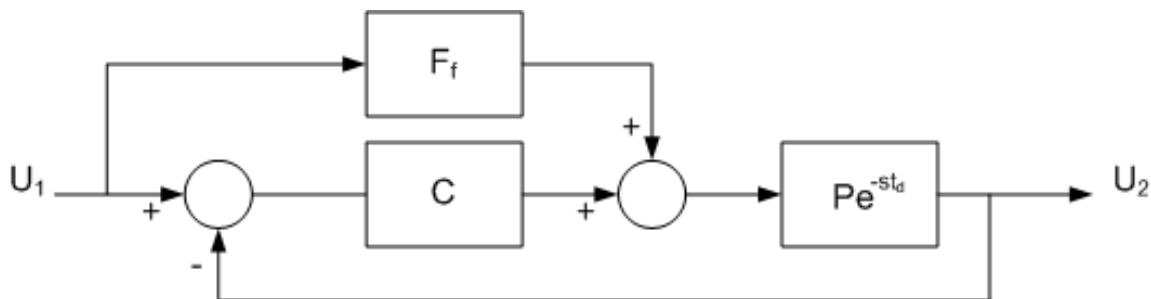 F_f
+
U_1
+
C
+
Pe^-st_d
U_2
-